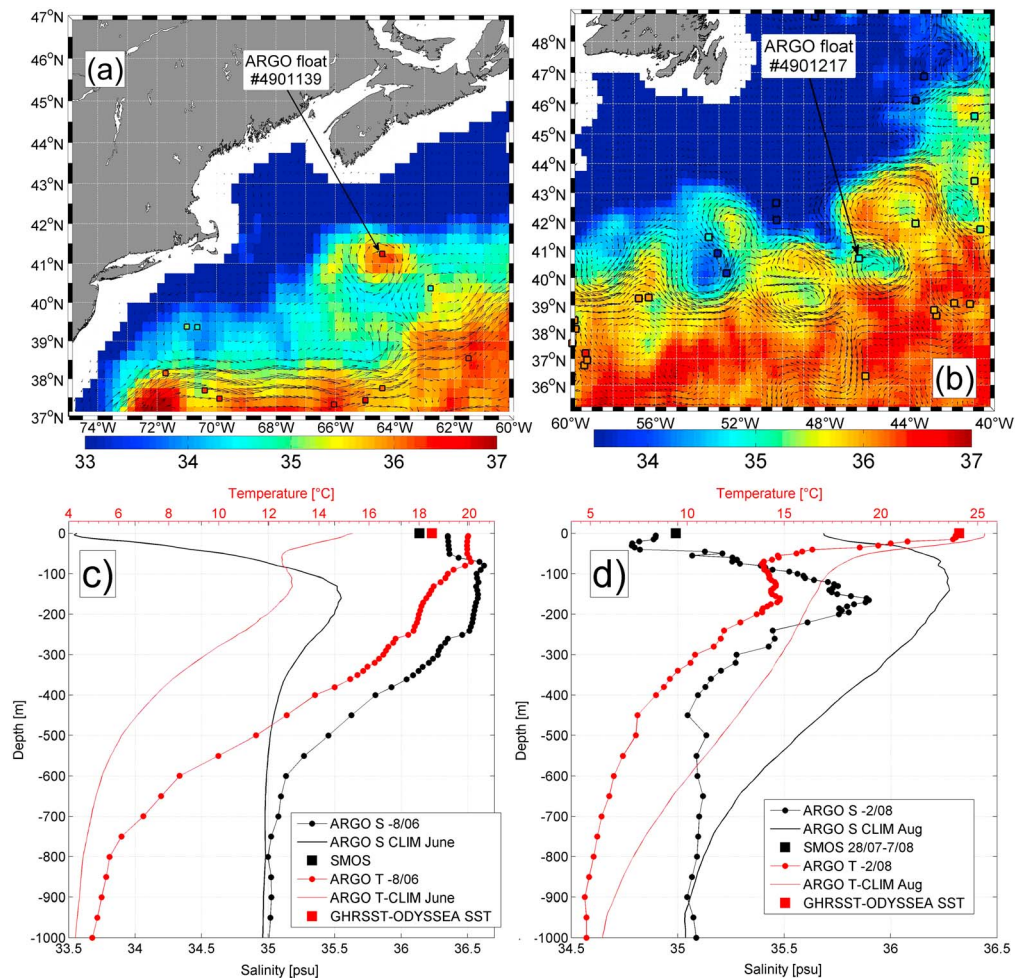 47°N
46°N
45°N
44°N
43°N
42°N
41°N
40°N
39°N
38°N
37°N
(a)
ARGO float
#4901139
74°W 72°W 70°W 68°W 66°W 64°W 62°W 60°W
33 34 35 36 37
48°N
47°N
46°N
45°N
44°N
43°N
42°N
41°N
40°N
39°N
38°N
37°N
36°N
ARGO float
#4901217
(b)
60°W 56°W 52°W 48°W 44°W 40°W
34 35 36 37
Temperature [°C]
4 6 8 10 12 14 16 18 20
c)
0
-100
-200
-300
-400
-500
-600
-700
-800
-900
-1000
Depth [m]
ARGO S -8/06
ARGO S CLIM June
SMOS
ARGO T -8/06
ARGO T-CLIM June
GHRSST-ODYSSEA SST
33.5 34 34.5 35 35.5 36 36.5
Salinity [psu]
Temperature [°C]
5 10 15 20 25
d)
0
-100
-200
-300
-400
-500
-600
-700
-800
-900
-1000
Depth [m]
ARGO S -2/08
ARGO S CLIM Aug
SMOS 28/07-7/08
ARGO T -2/08
ARGO T-CLIM Aug
GHRSST-ODYSSEA SST
34.5 35 35.5 36 36.5
Salinity [psu]